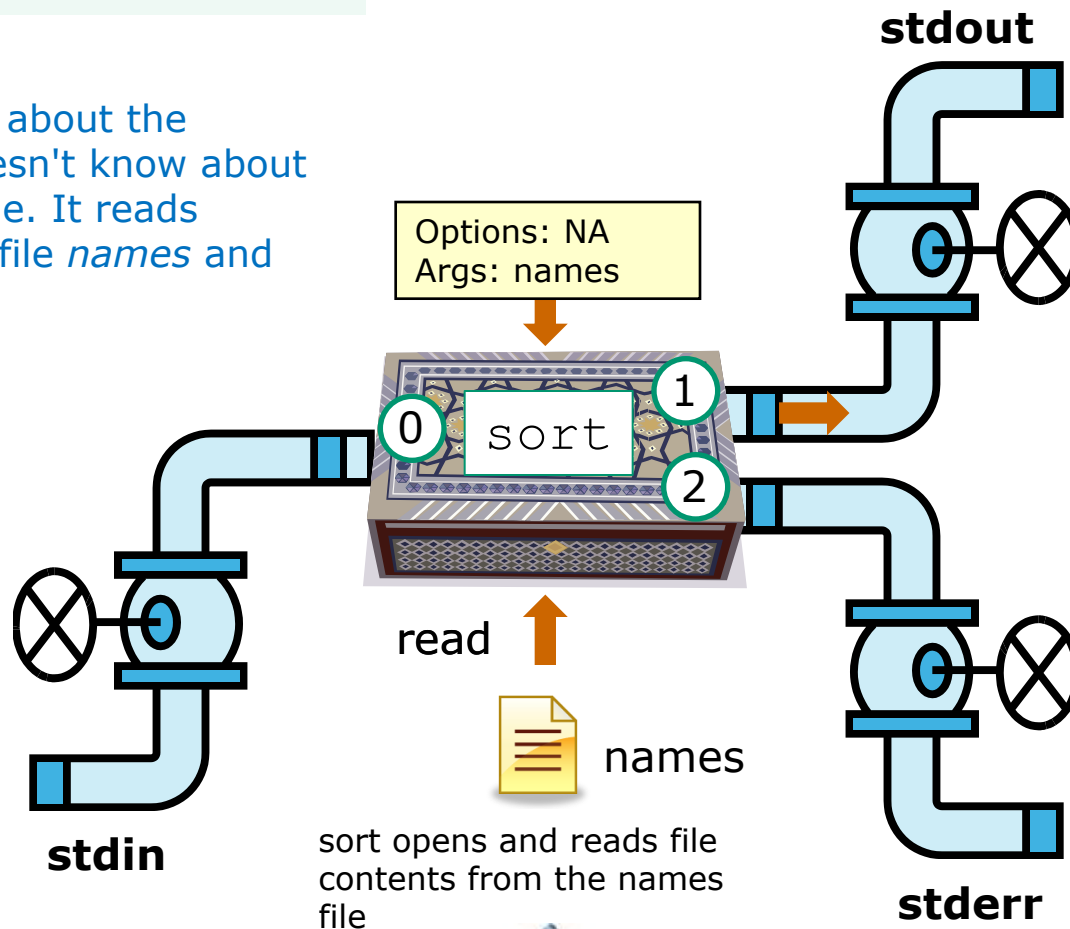 stdout
about the
esn't know about
e. It reads
file names and
Options: NA
Args: names
0
sort
1
2
read
names
stdin
sort opens and reads file
contents from the names
file
stderr